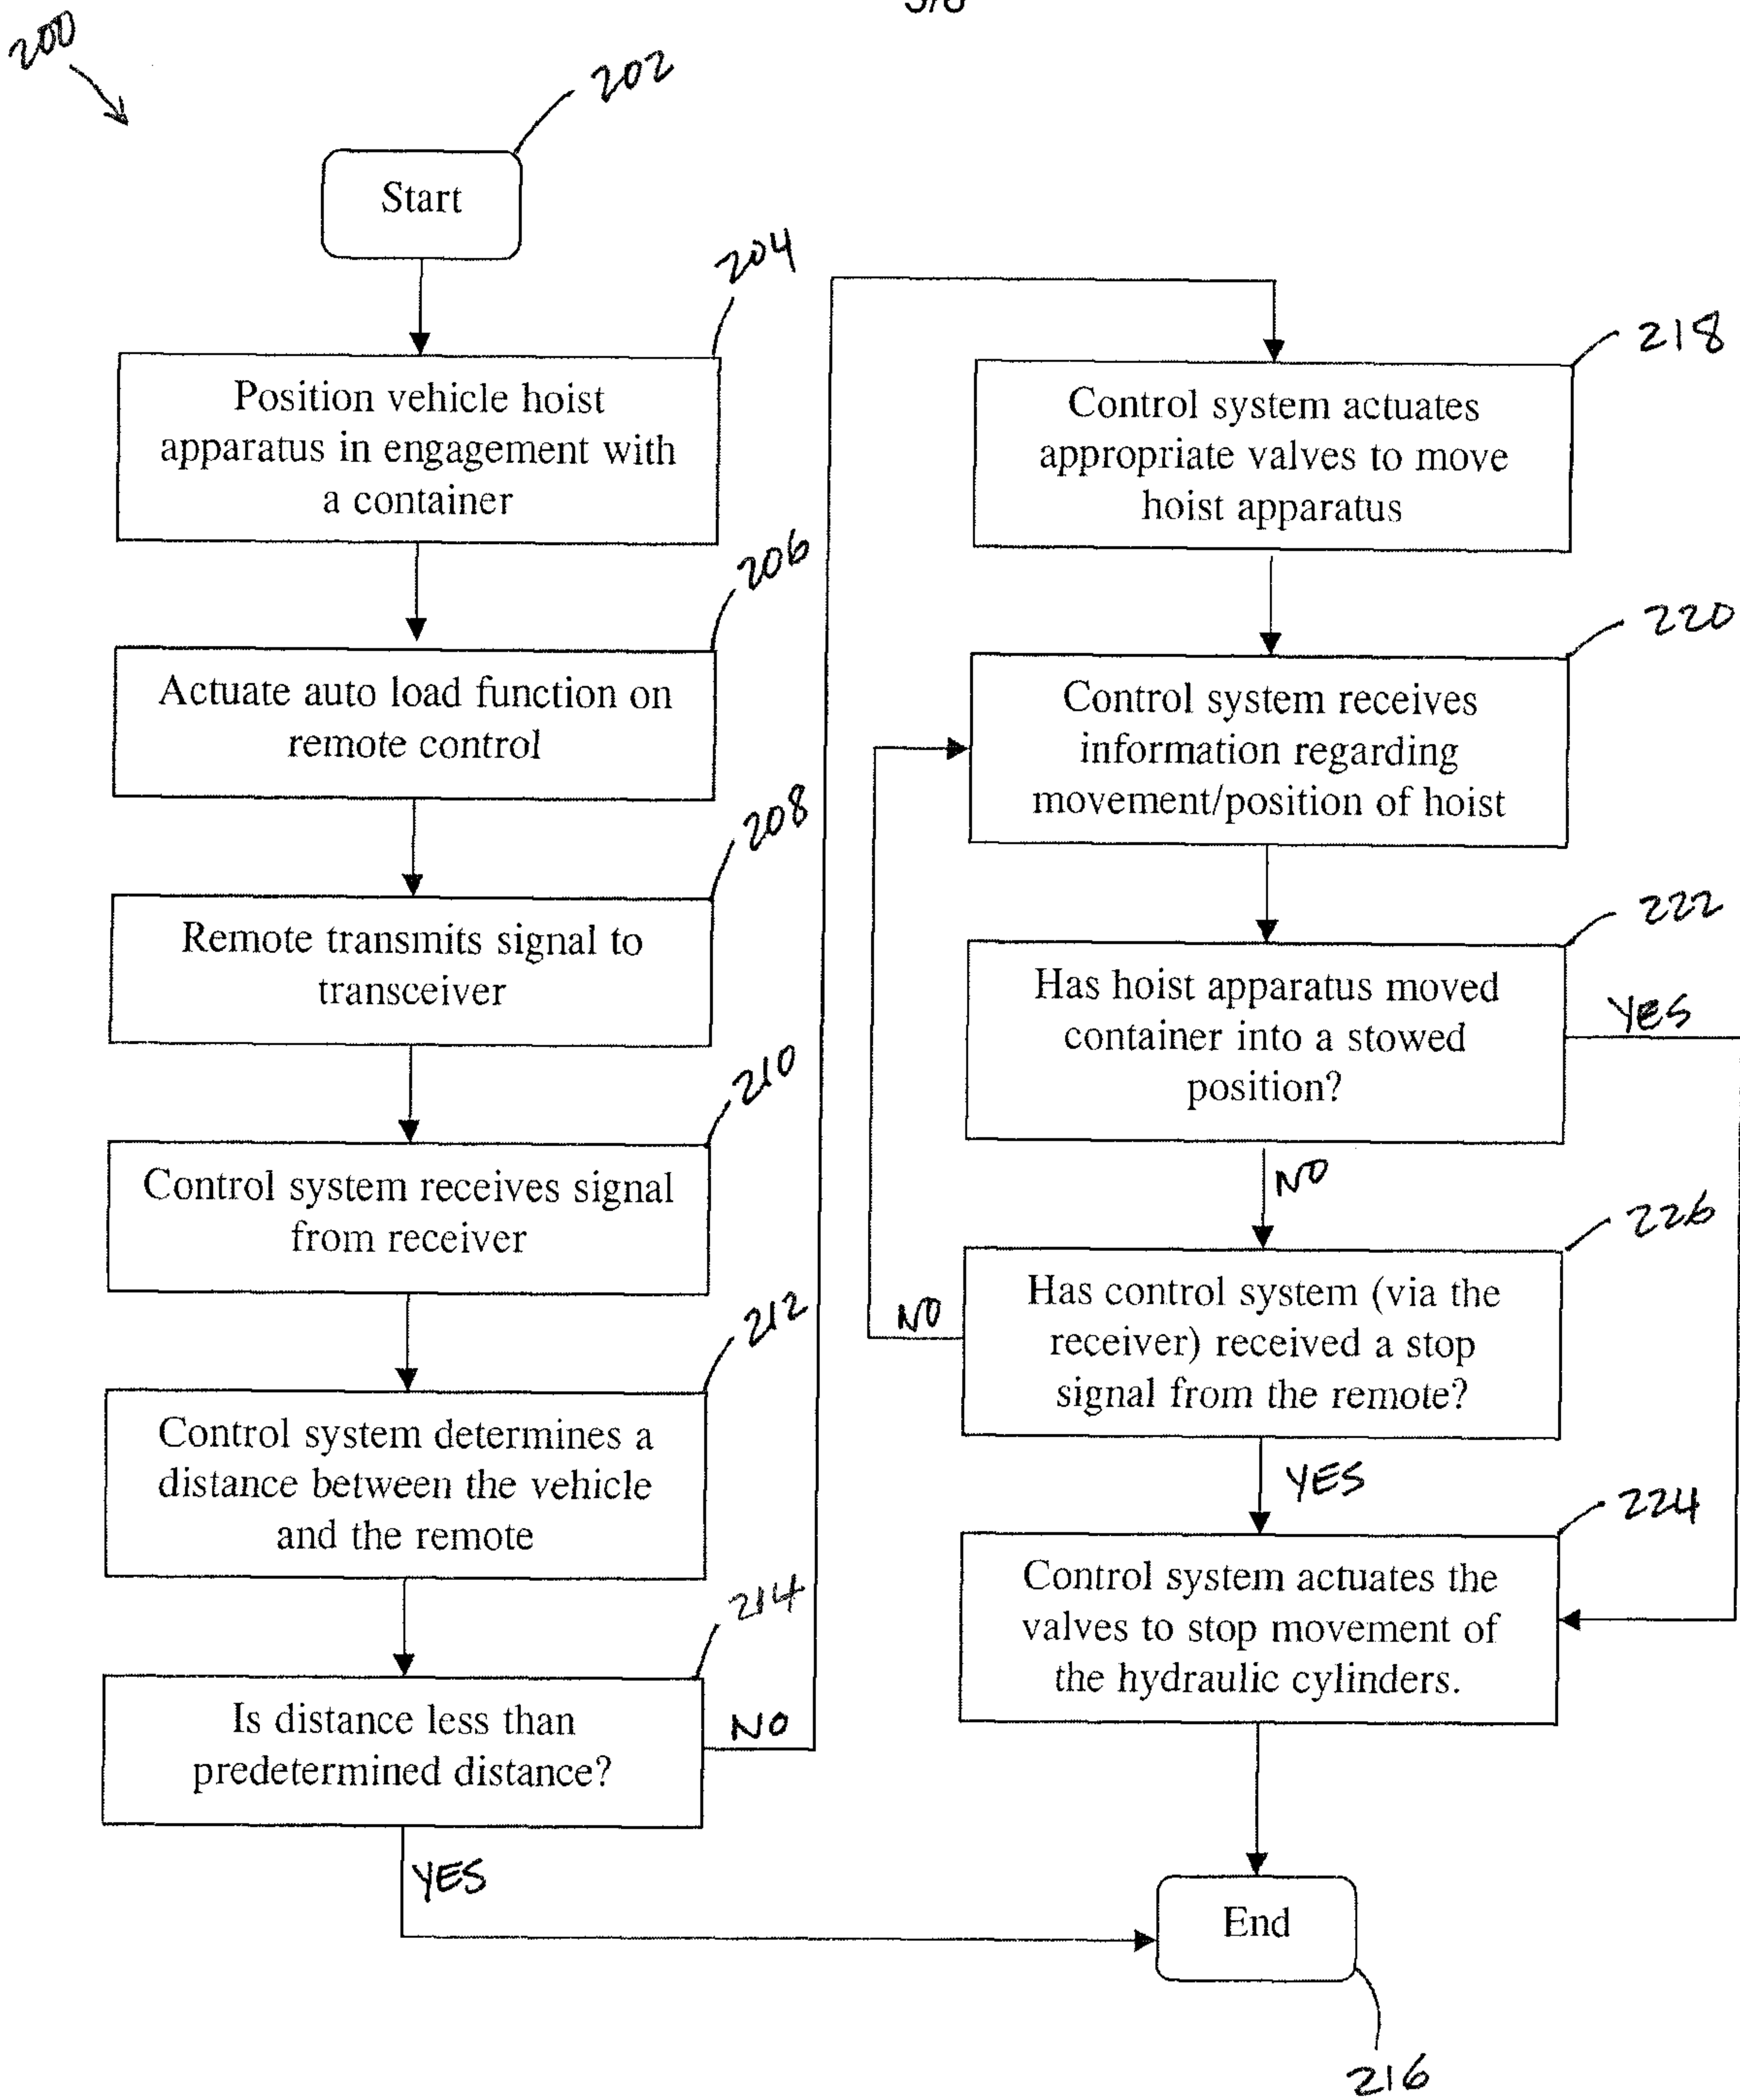 200
202
Start
204
Position vehicle hoist
apparatus in engagement with
a container
206
Actuate auto load function on
remote control
208
Remote transmits signal to
transceiver
210
Control system receives signal
from receiver
212
Control system determines a
distance between the vehicle
and the remote
214
Is distance less than
predetermined distance?
NO
YES
218
Control system actuates
appropriate valves to move
hoist apparatus
220
Control system receives
information regarding
movement/position of hoist
222
Has hoist apparatus moved
container into a stowed
position?
YES
NO
226
Has control system (via the
receiver) received a stop
signal from the remote?
NO
YES
224
Control system actuates the
valves to stop movement of
the hydraulic cylinders.
End
216